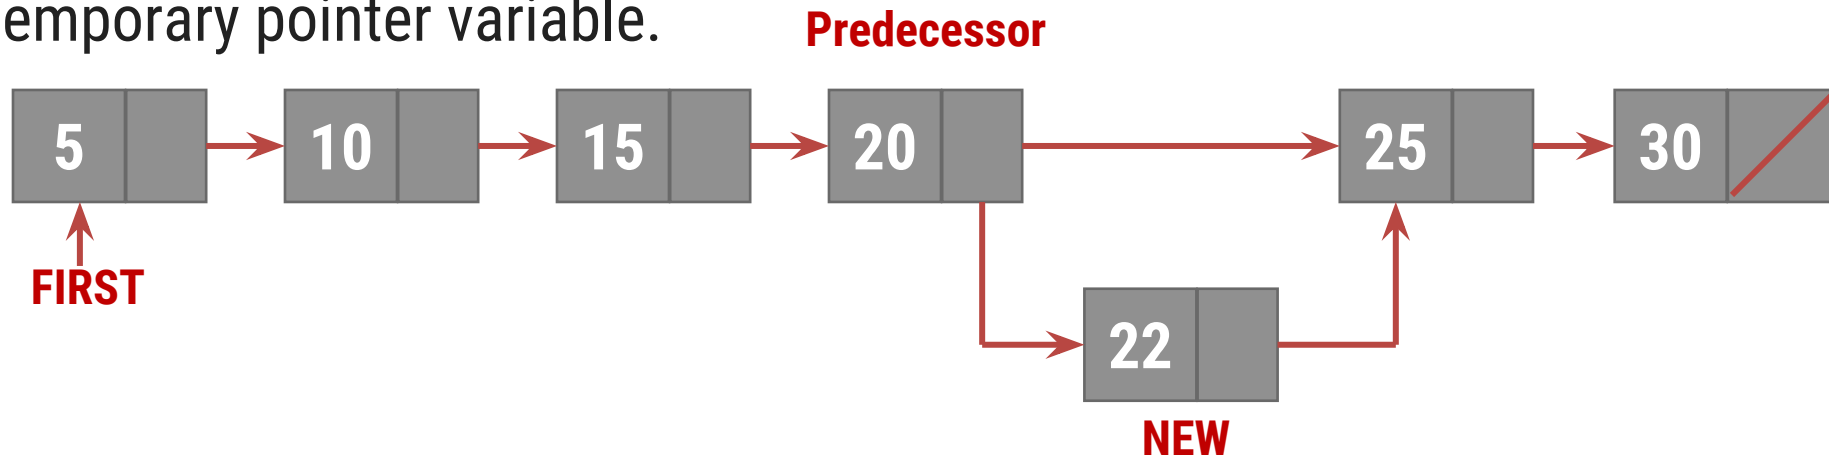 emporary pointer variable.
Predecessor
5 10 15 20 25 30
FIRST
22
NEW